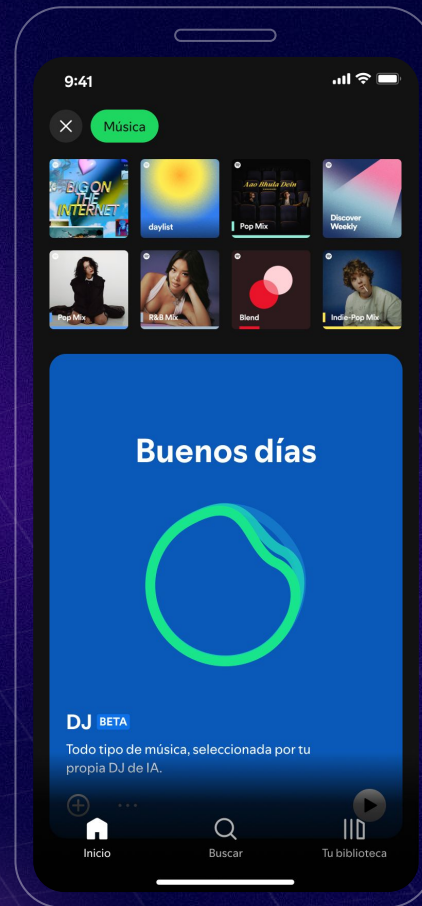 9:41
Música
BIG ON
THE
INTERNET
daylist
Aao Bhula Dein
Pop Mix
Discover
Weekly
Pop Mix
R&B Mix
Blend
Indie-Pop Mix
Buenos días
DJ BETA
Todo tipo de música, seleccionada por tu
propia DJ de IA.
Inicio
Buscar
Tu biblioteca